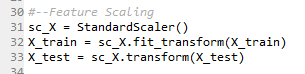 30 #--Feature Scaling
31 sc_X = StandardScaler()
32 X_train = sc_X.fit_transform(X_train)
33 X_test = sc_X.transform(X_test)